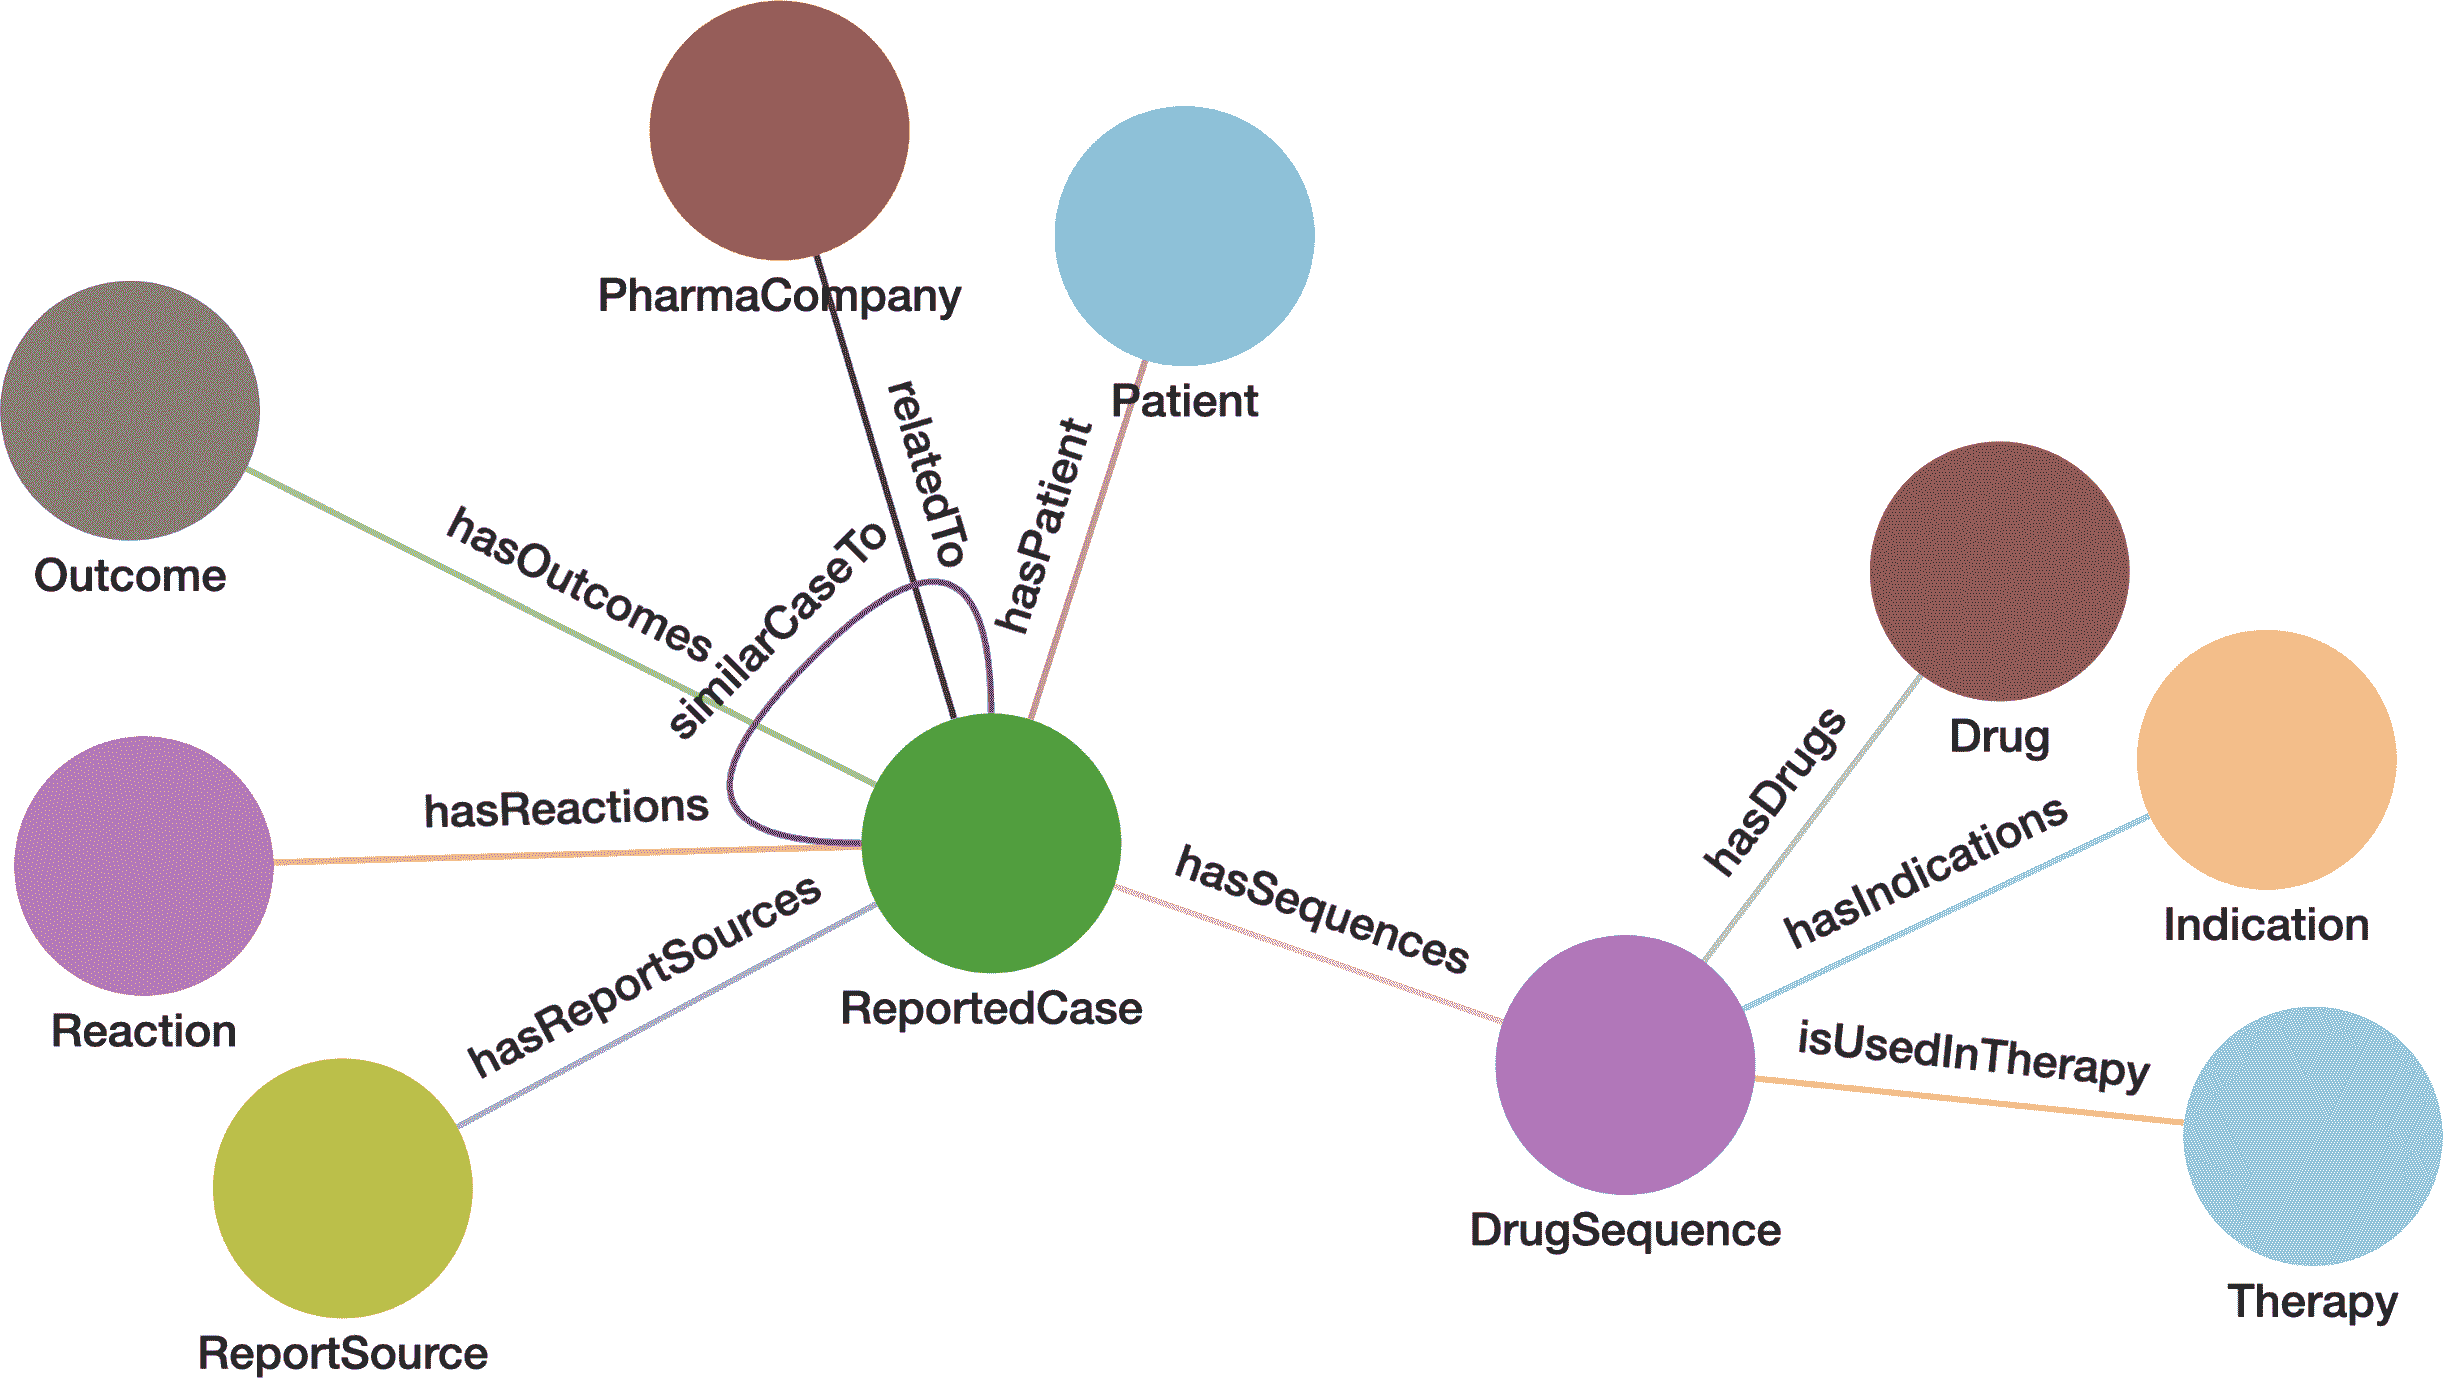 PharmaCompany
Patient
relatedTo
hasPatient
Outcome
hasOutcomes
similarCaseTo
Drug
hasDrugs
hasReactions
hasIndications
Indication
Reaction
hasReportSources
ReportedCase
hasSequences
isUsedInTherapy
DrugSequence
Therapy
ReportSource